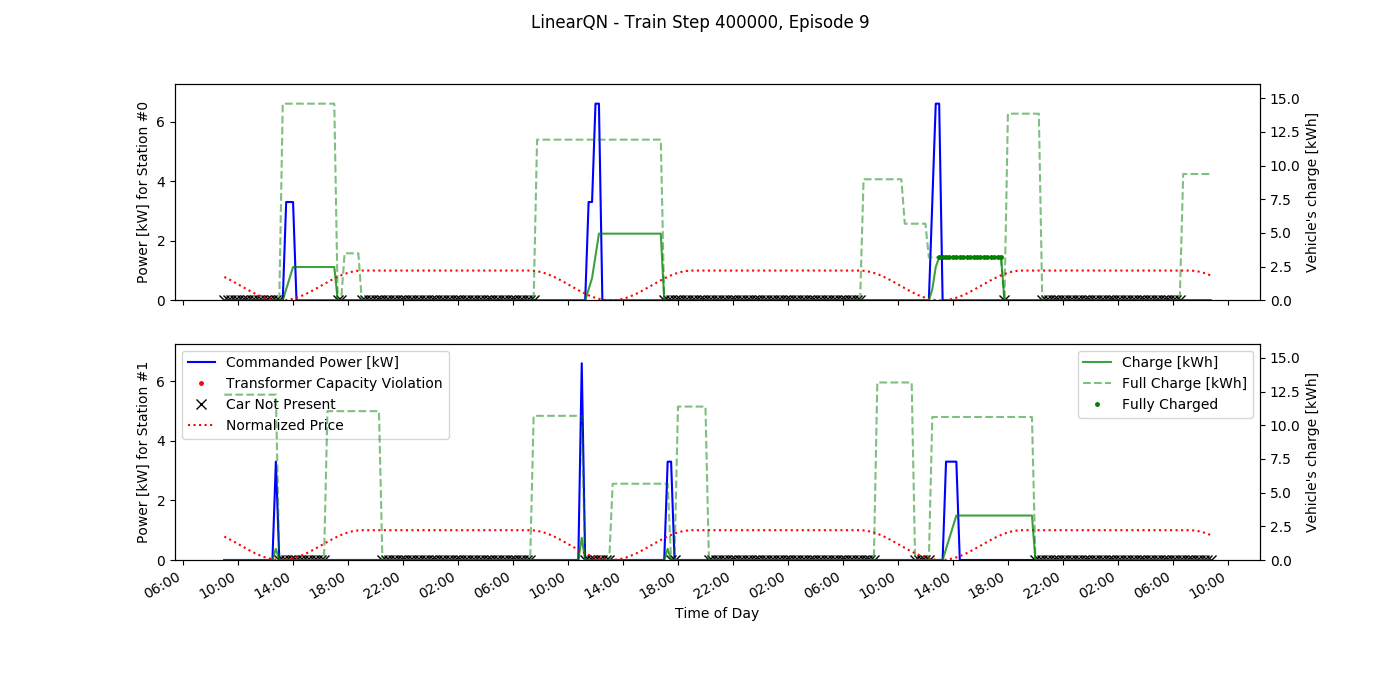 LinearQN - Train Step 400000, Episode 9
Power [kW] for Station #0
6
4
2
0
15.0
12.5
10.0
7.5
5.0
2.5
0.0
Vehicle's charge [kWh]
Power [kW] for Station #1
6
4
2
0
Commanded Power [kW]
Transformer Capacity Violation
Car Not Present
Normalized Price
Charge [kWh]
Full Charge [kWh]
Fully Charged
15.0
12.5
10.0
7.5
5.0
2.5
0.0
Vehicle's charge [kWh]
06:00 10:00 14:00 18:00 22:00 02:00 06:00 10:00 14:00 18:00 22:00 02:00 06:00 10:00 14:00 18:00 22:00 02:00 06:00 10:00
Time of Day